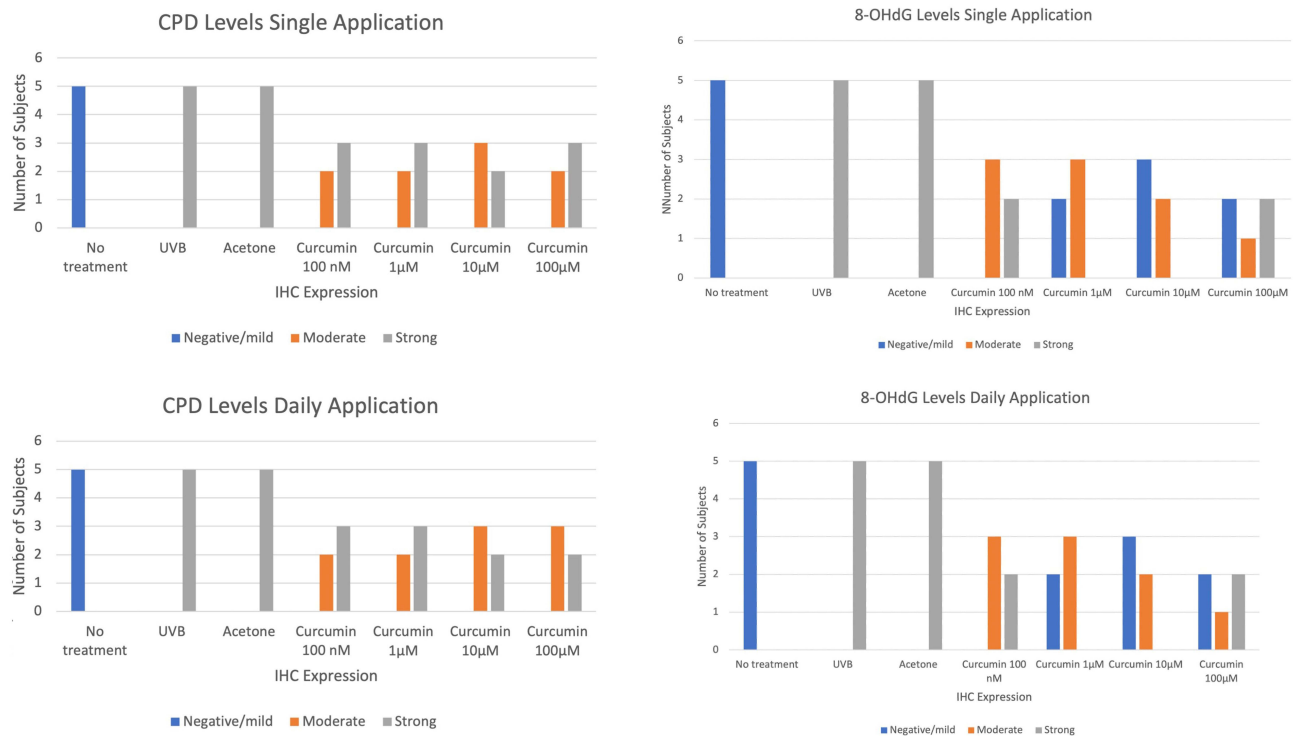 CPD Levels Single Application
Number of Subjects
6
5
4
3
2
1
0
No treatment
UVB
Acetone
Curcumin 100 nM
Curcumin 1μM
Curcumin 10μM
Curcumin 100μM
IHC Expression
Negative/mild Moderate Strong
8-OHdG Levels Single Application
NNumber of Subjects
6
5
4
3
2
1
0
No treatment UVB Acetone Curcumin 100 nM Curcumin 1μM Curcumin 10μM Curcumin 100μM
IHC Expression
Negative/mild Moderate Strong
CPD Levels Daily Application
Number of Subjects
6
5
4
3
2
1
0
No treatment
UVB
Acetone
Curcumin 100 nM
Curcumin 1μM
Curcumin 10μM
Curcumin 100μM
IHC Expression
Negative/mild Moderate Strong
8-OHdG Levels Daily Application
Number of Subjects
6
5
4
3
2
1
0
No treatment
UVB
Acetone
Curcumin 100 nM
Curcumin 1μM
Curcumin 10μM
Curcumin 100μM
IHC Expression
Negative/mild Moderate Strong